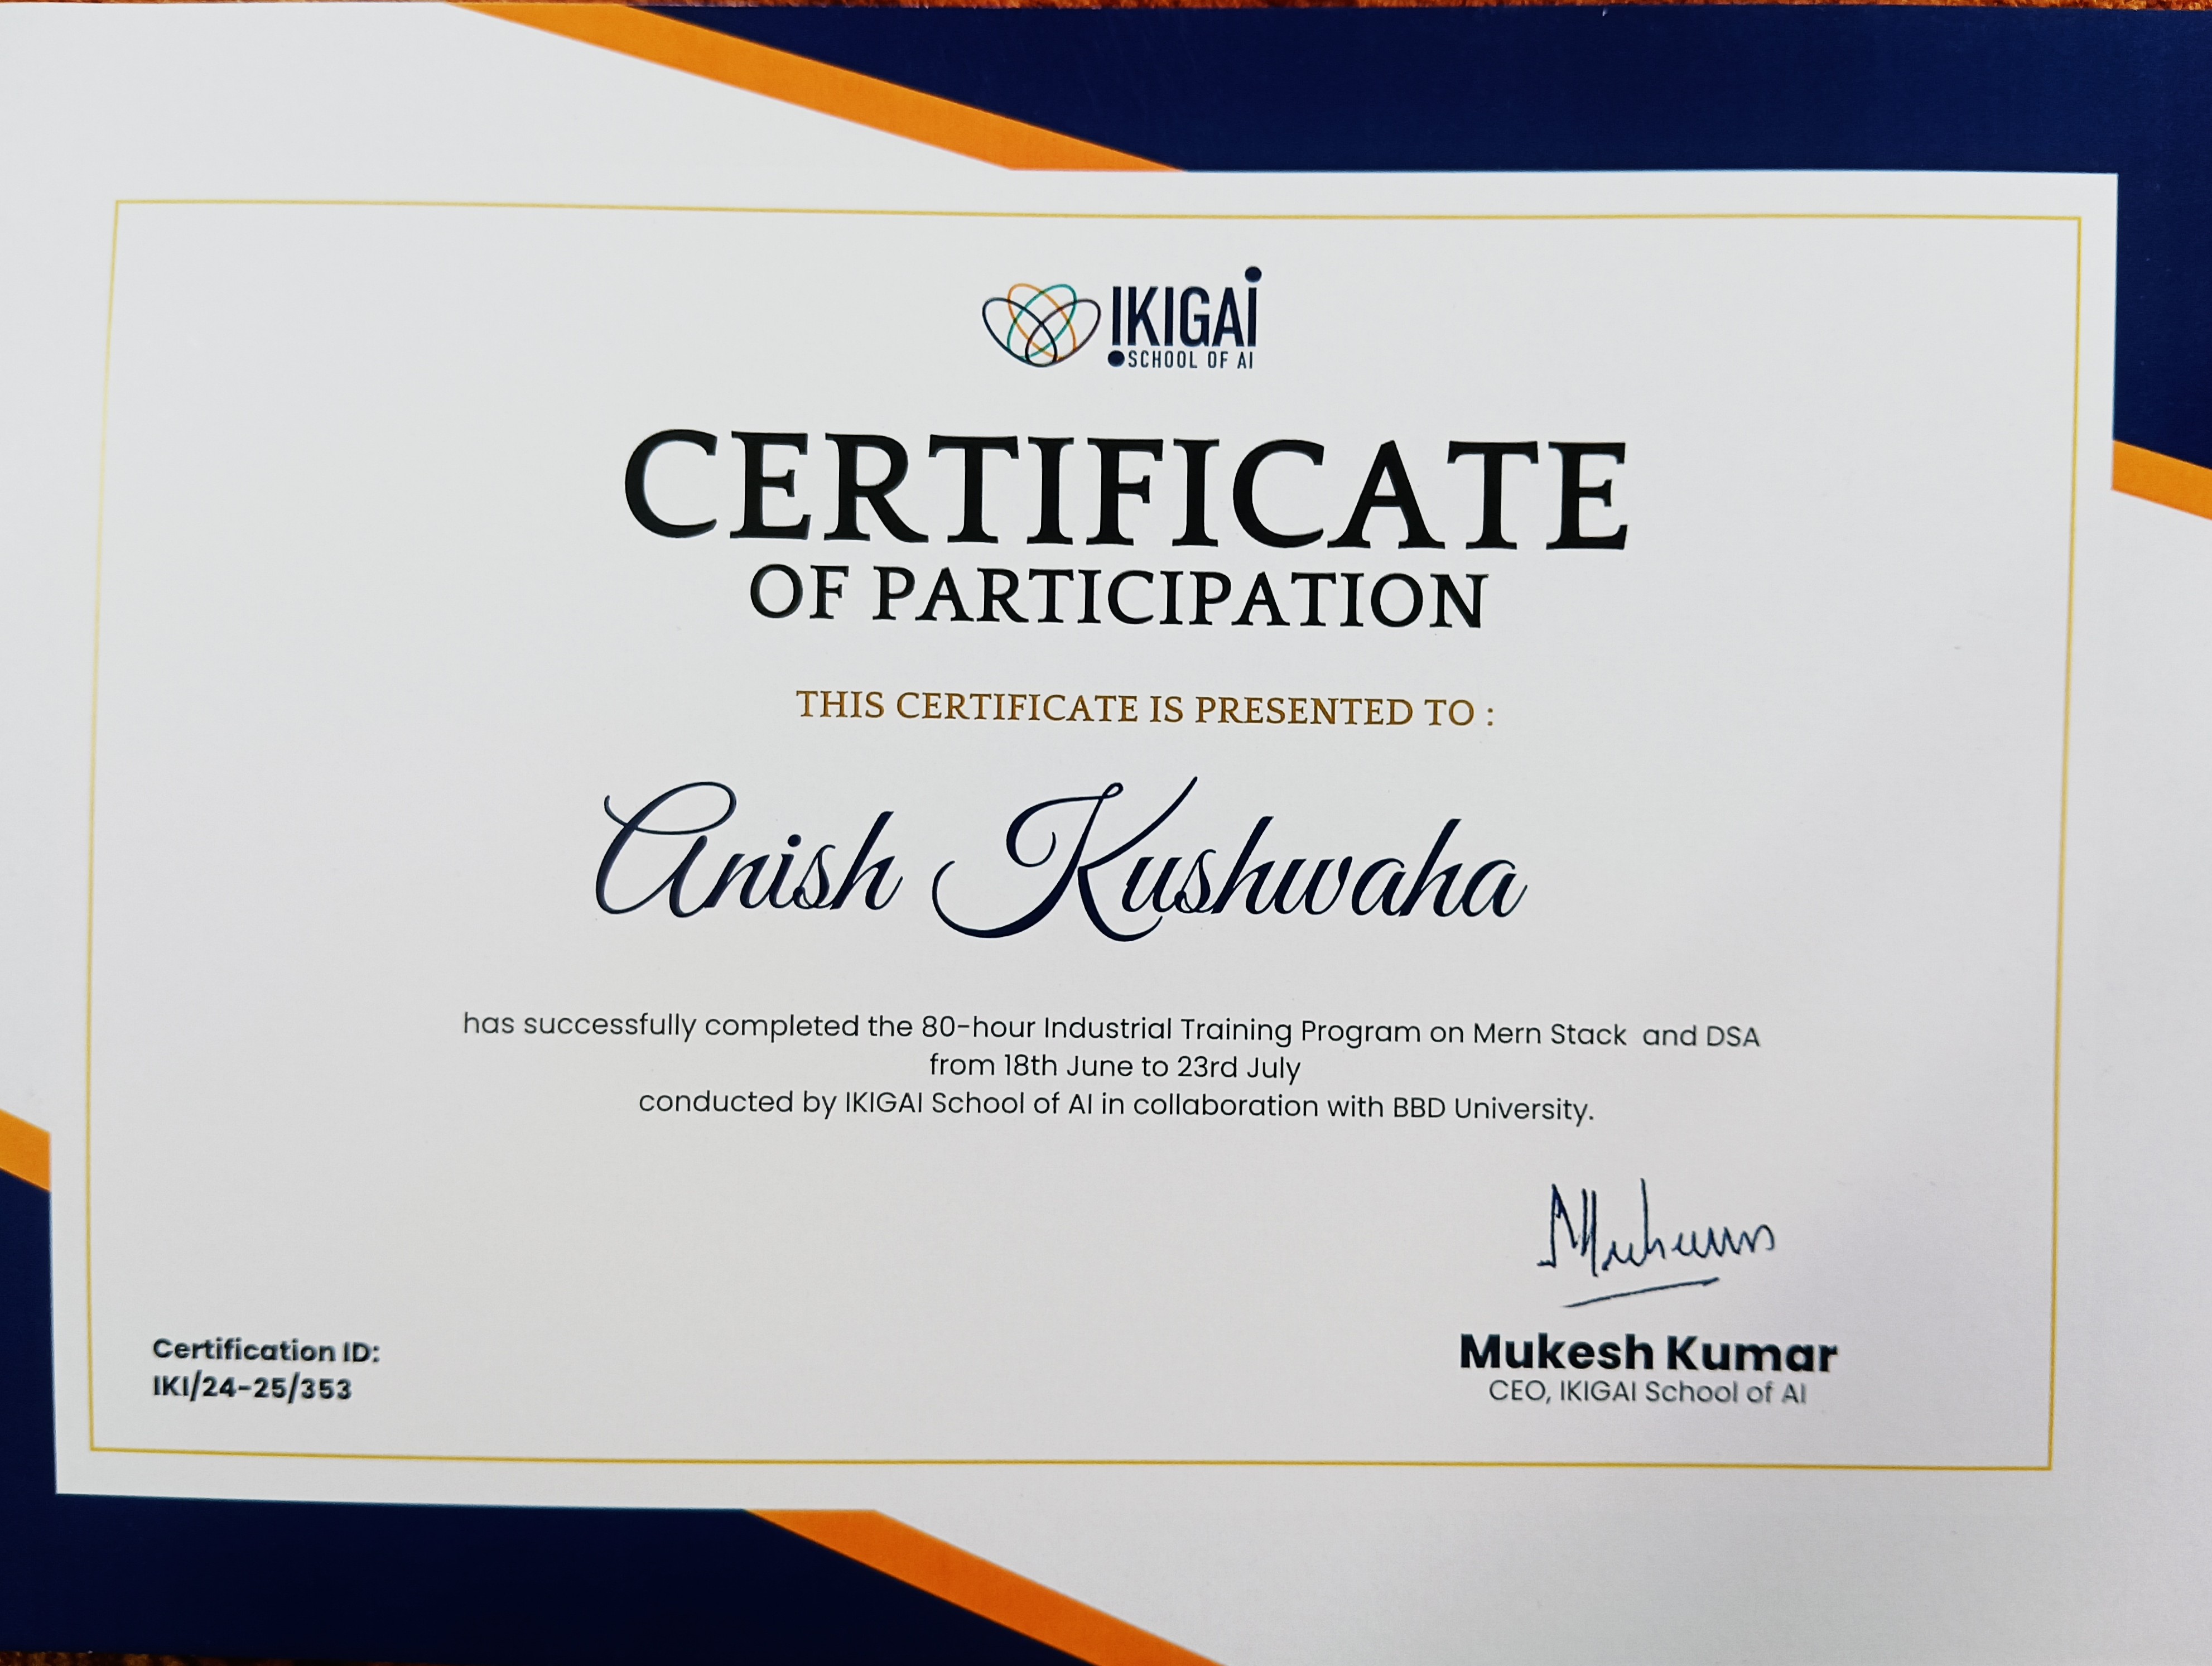 IKIGAI
SCHOOL OF AI
CERTIFICATE
OF PARTICIPATION
THIS CERTIFICATE IS PRESENTED TO :
Anish Kushwaha
has successfully completed the 80-hour Industrial Training Program on Mern Stack and DSA
from 18th June to 23rd July
conducted by IKIGAI School of AI in collaboration with BBD University.
Certification ID:
IKI/24-25/353
Mukesh Kumar
CEO, IKIGAI School of AI